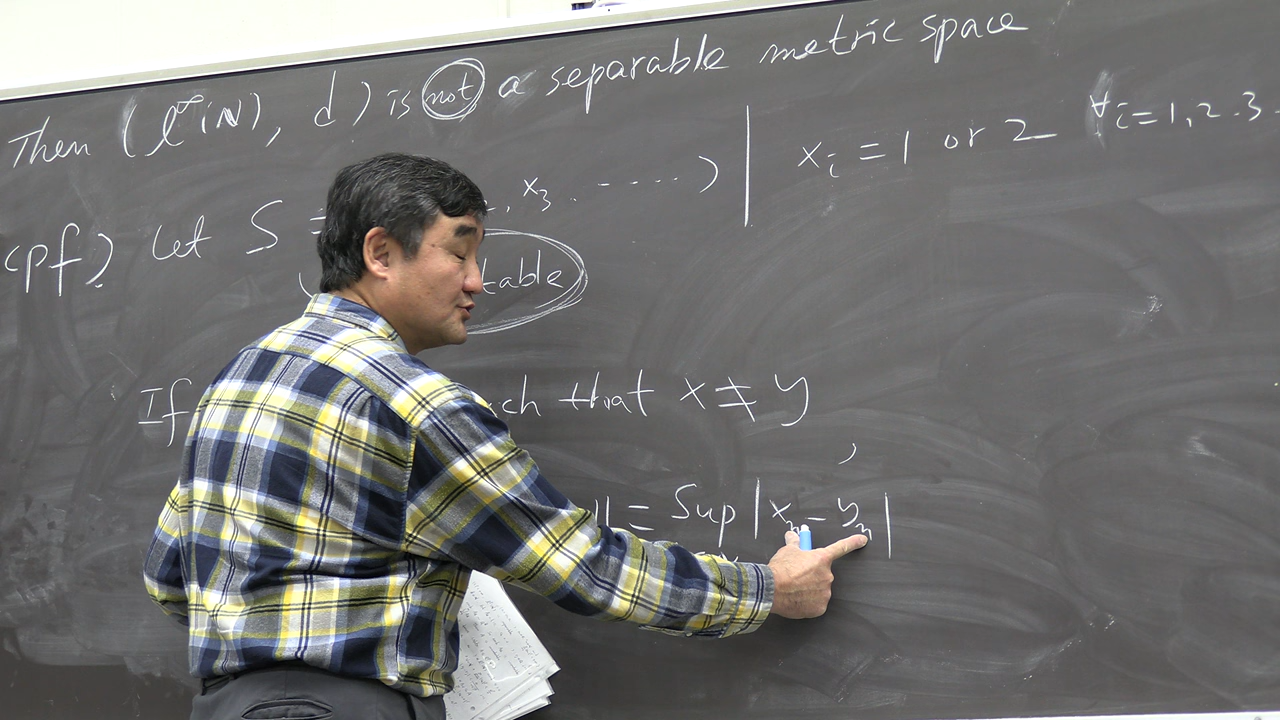 Then (ℓ^∞(ℕ), d) is not a separable metric space
(pf) Let S = , x₃, .....) | xᵢ = 1 or 2 ∀i=1,2,3
table
If ch that x ≠ y
,
|| = Sup |xₙ - yₙ|